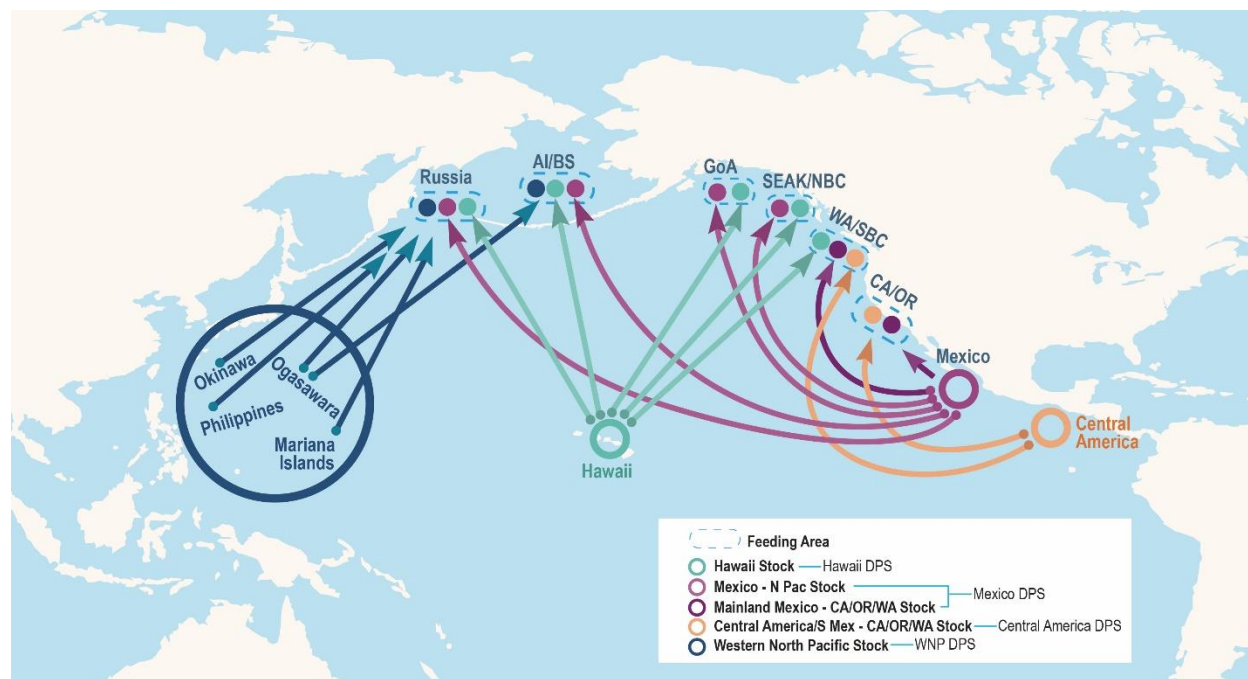 AI/BS
Russia
GoA
SEAK/NBC
WA/SBC
CA/OR
Mexico
Okinawa
Ogasawara
Philippines
Mariana
Islands
Hawaii
Central
America
Feeding Area
Hawaii Stock Hawaii DPS
Mexico - N Pac Stock
Mexico DPS
Mainland Mexico - CA/OR/WA Stock
Central America/S Mex - CA/OR/WA Stock Central America DPS
Western North Pacific Stock WNP DPS